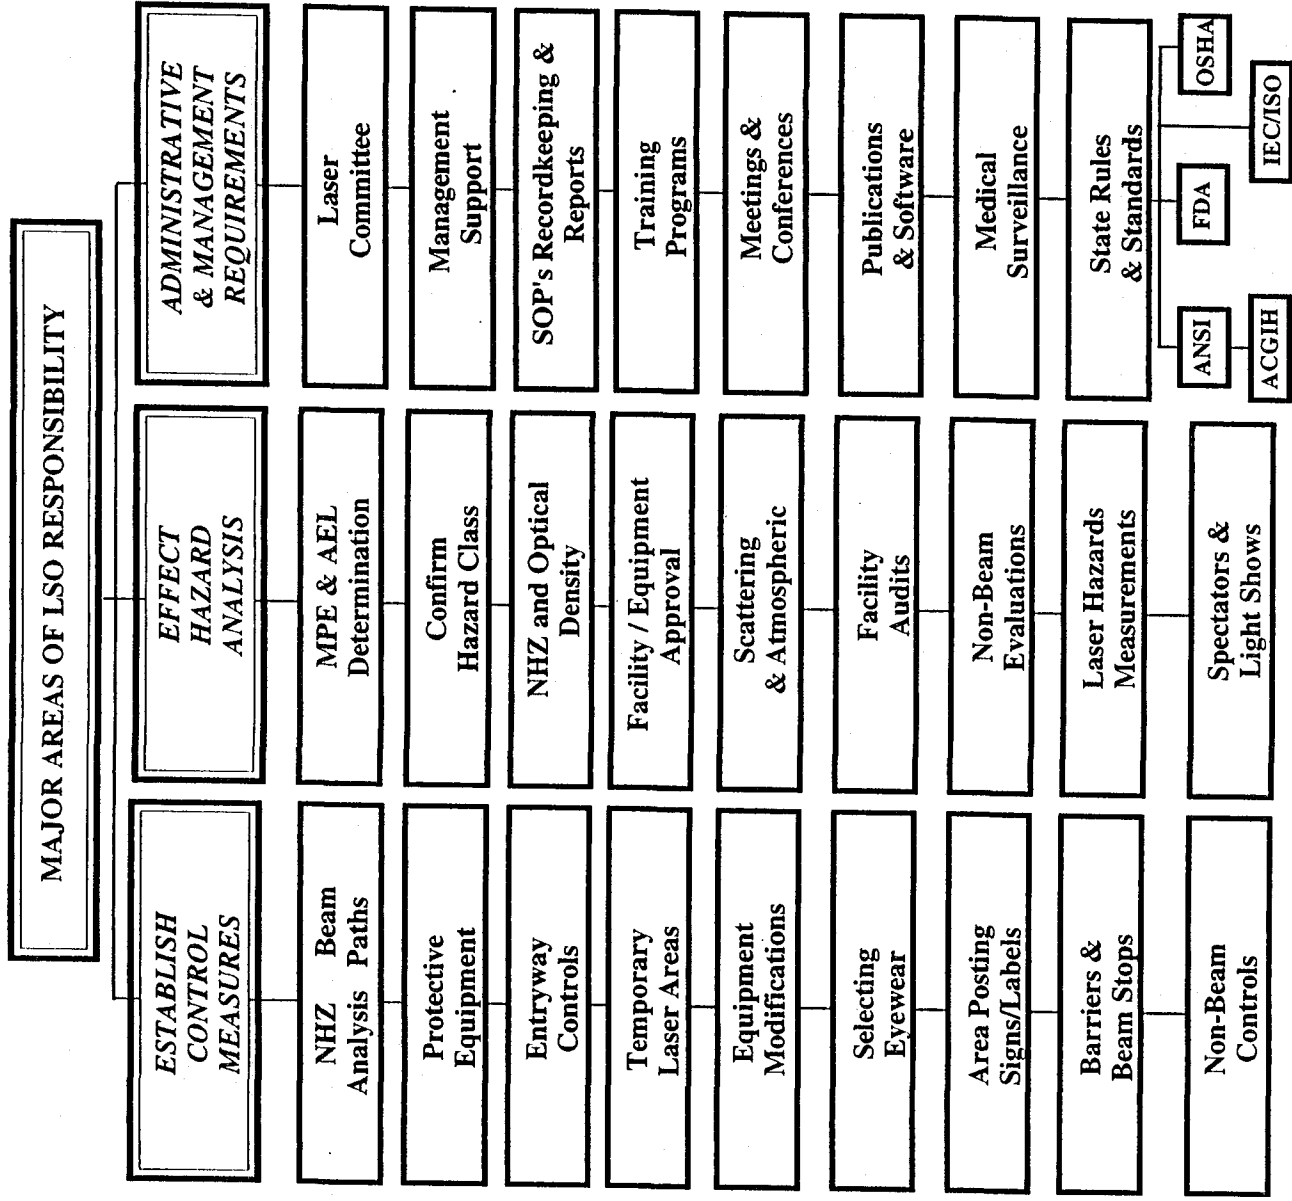 MAJOR AREAS OF LSO RESPONSIBILITY
ESTABLISH
CONTROL
MEASURES
NHZ Beam
Analysis Paths
Protective
Equipment
Entryway
Controls
Temporary
Laser Areas
Equipment
Modifications
Selecting
Eyewear
Area Posting
Signs/Labels
Barriers &
Beam Stops
Non-Beam
Controls
EFFECT
HAZARD
ANALYSIS
MPE & AEL
Determination
Confirm
Hazard Class
NHZ and Optical
Density
Facility / Equipment
Approval
Scattering
& Atmospheric
Facility
Audits
Non-Beam
Evaluations
Laser Hazards
Measurements
Spectators &
Light Shows
ADMINISTRATIVE
& MANAGEMENT
REQUIREMENTS
Laser
Committee
Management
Support
SOP's Recordkeeping &
Reports
Training
Programs
Meetings &
Conferences
Publications
& Software
Medical
Surveillance
State Rules
& Standards
ANSI
FDA
OSHA
ACGIH
IEC/ISO